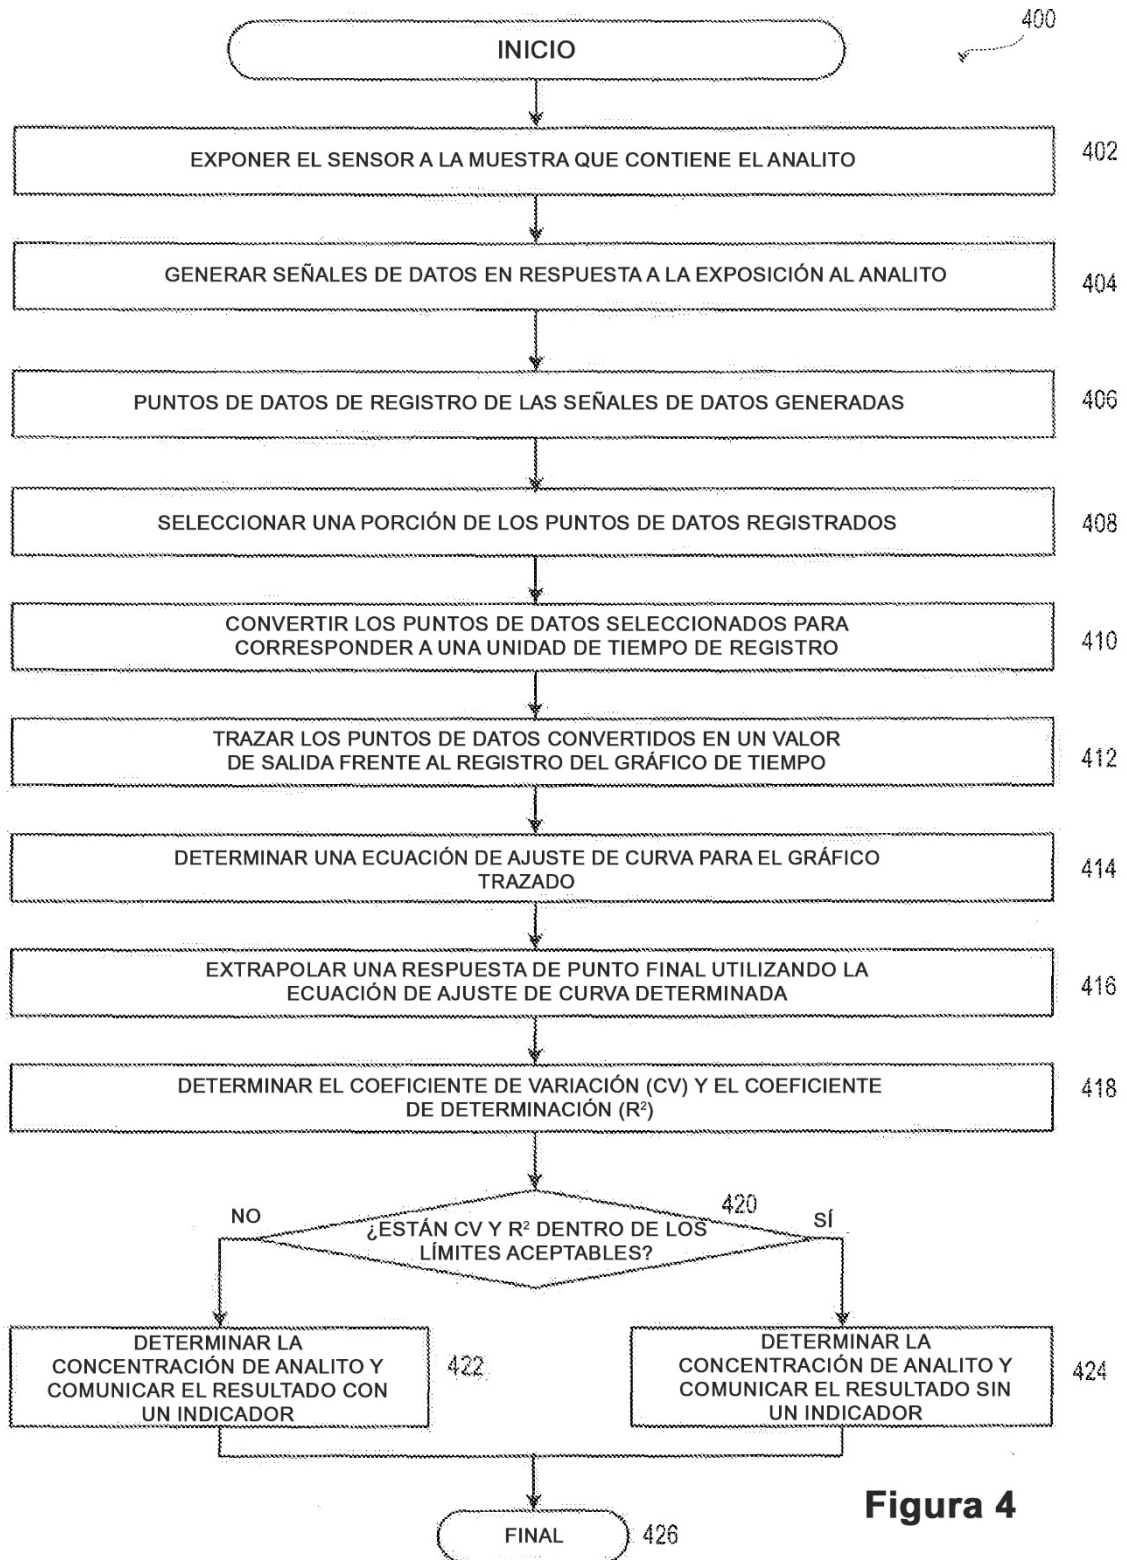 400
INICIO
EXPONER EL SENSOR A LA MUESTRA QUE CONTIENE EL ANALITO
402
GENERAR SEÑALES DE DATOS EN RESPUESTA A LA EXPOSICIÓN AL ANALITO
404
PUNTOS DE DATOS DE REGISTRO DE LAS SEÑALES DE DATOS GENERADAS
406
SELECCIONAR UNA PORCIÓN DE LOS PUNTOS DE DATOS REGISTRADOS
408
CONVERTIR LOS PUNTOS DE DATOS SELECCIONADOS PARA
CORRESPONDER A UNA UNIDAD DE TIEMPO DE REGISTRO
410
TRAZAR LOS PUNTOS DE DATOS CONVERTIDOS EN UN VALOR
DE SALIDA FRENTE AL REGISTRO DEL GRÁFICO DE TIEMPO
412
DETERMINAR UNA ECUACIÓN DE AJUSTE DE CURVA PARA EL GRÁFICO
TRAZADO
414
EXTRAPOLAR UNA RESPUESTA DE PUNTO FINAL UTILIZANDO LA
ECUACIÓN DE AJUSTE DE CURVA DETERMINADA
416
DETERMINAR EL COEFICIENTE DE VARIACIÓN (CV) Y EL COEFICIENTE
DE DETERMINACIÓN (R²)
418
420
NO
¿ESTÁN CV Y R² DENTRO DE LOS
LÍMITES ACEPTABLES?
SÍ
DETERMINAR LA
CONCENTRACIÓN DE ANALITO Y
COMUNICAR EL RESULTADO CON
UN INDICADOR
422
DETERMINAR LA
CONCENTRACIÓN DE ANALITO Y
COMUNICAR EL RESULTADO SIN
UN INDICADOR
424
Figura 4
FINAL
426